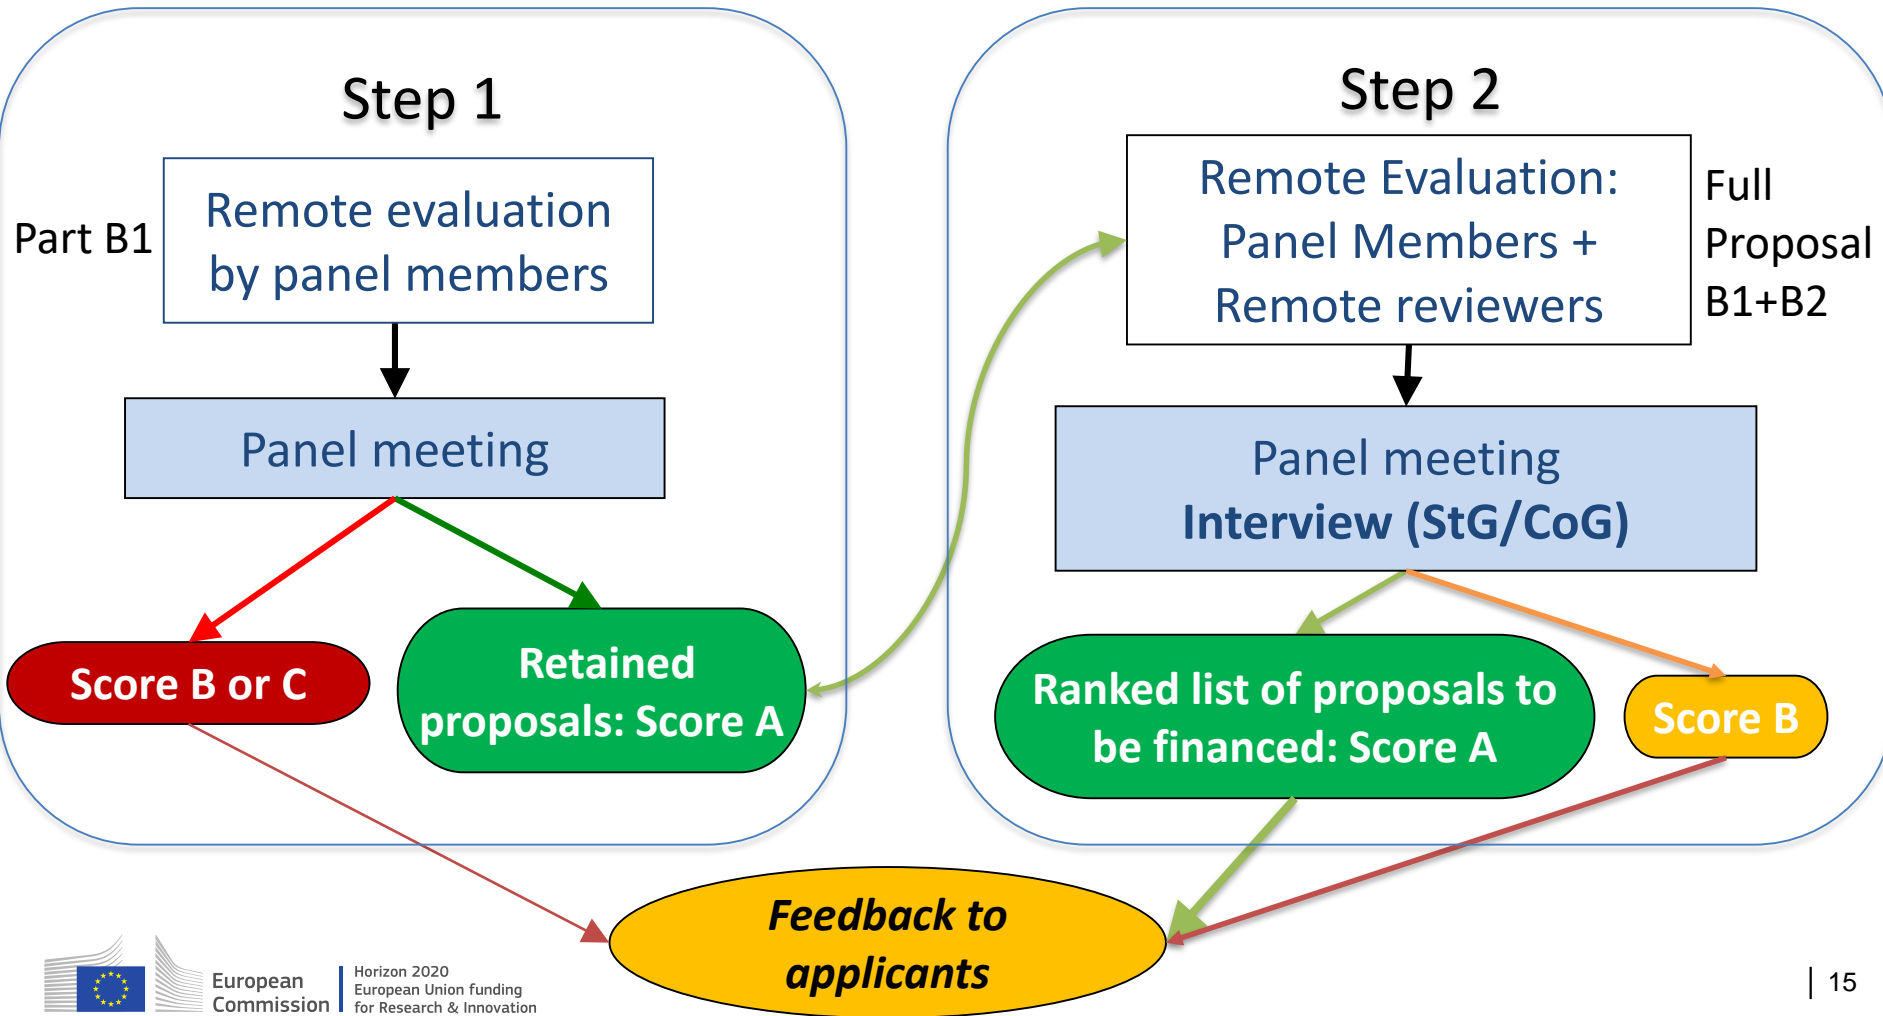 Step 1
Part B1
Remote evaluation
by panel members
Panel meeting
Score B or C
Retained
proposals: Score A
Step 2
Remote Evaluation:
Panel Members +
Remote reviewers
Full
Proposal
B1+B2
Panel meeting
Interview (StG/CoG)
Ranked list of proposals to
be financed: Score A
Score B
Feedback to
applicants
European
Commission
Horizon 2020
European Union funding
for Research & Innovation
| 15